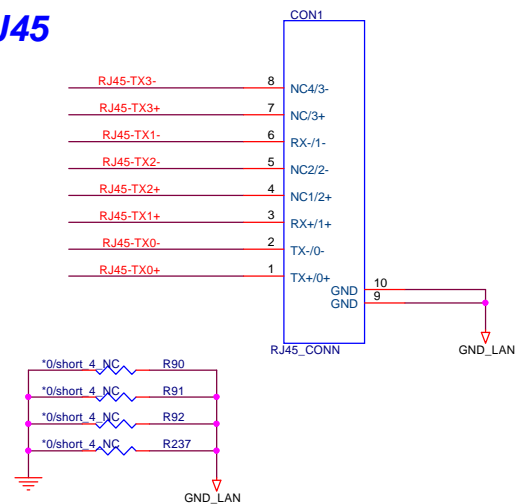 J45
CON1
RJ45-TX3- 8 NC4/3-
RJ45-TX3+ 7 NC/3+
RJ45-TX1- 6 RX-/1-
RJ45-TX2- 5 NC2/2-
RJ45-TX2+ 4 NC1/2+
RJ45-TX1+ 3 RX+/1+
RJ45-TX0- 2 TX-/0-
RJ45-TX0+ 1 TX+/0+
GND 10
GND 9
RJ45_CONN
GND_LAN
*0/short_4_NC R90
*0/short_4_NC R91
*0/short_4_NC R92
*0/short_4_NC R237
GND_LAN